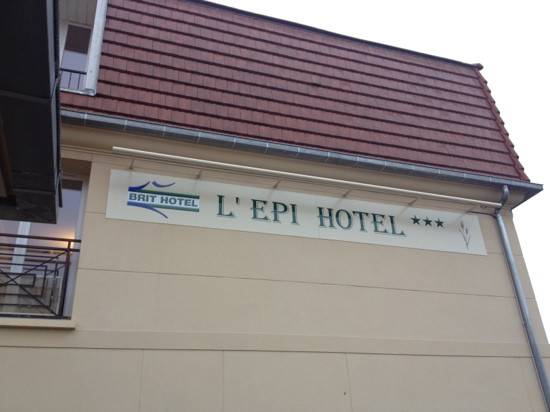 BRIT HOTEL
L' EPI HOTEL ★★★